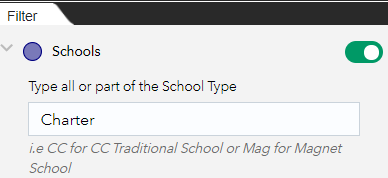 Filter
Schools
Type all or part of the School Type
Charter
i.e CC for CC Traditional School or Mag for Magnet
School